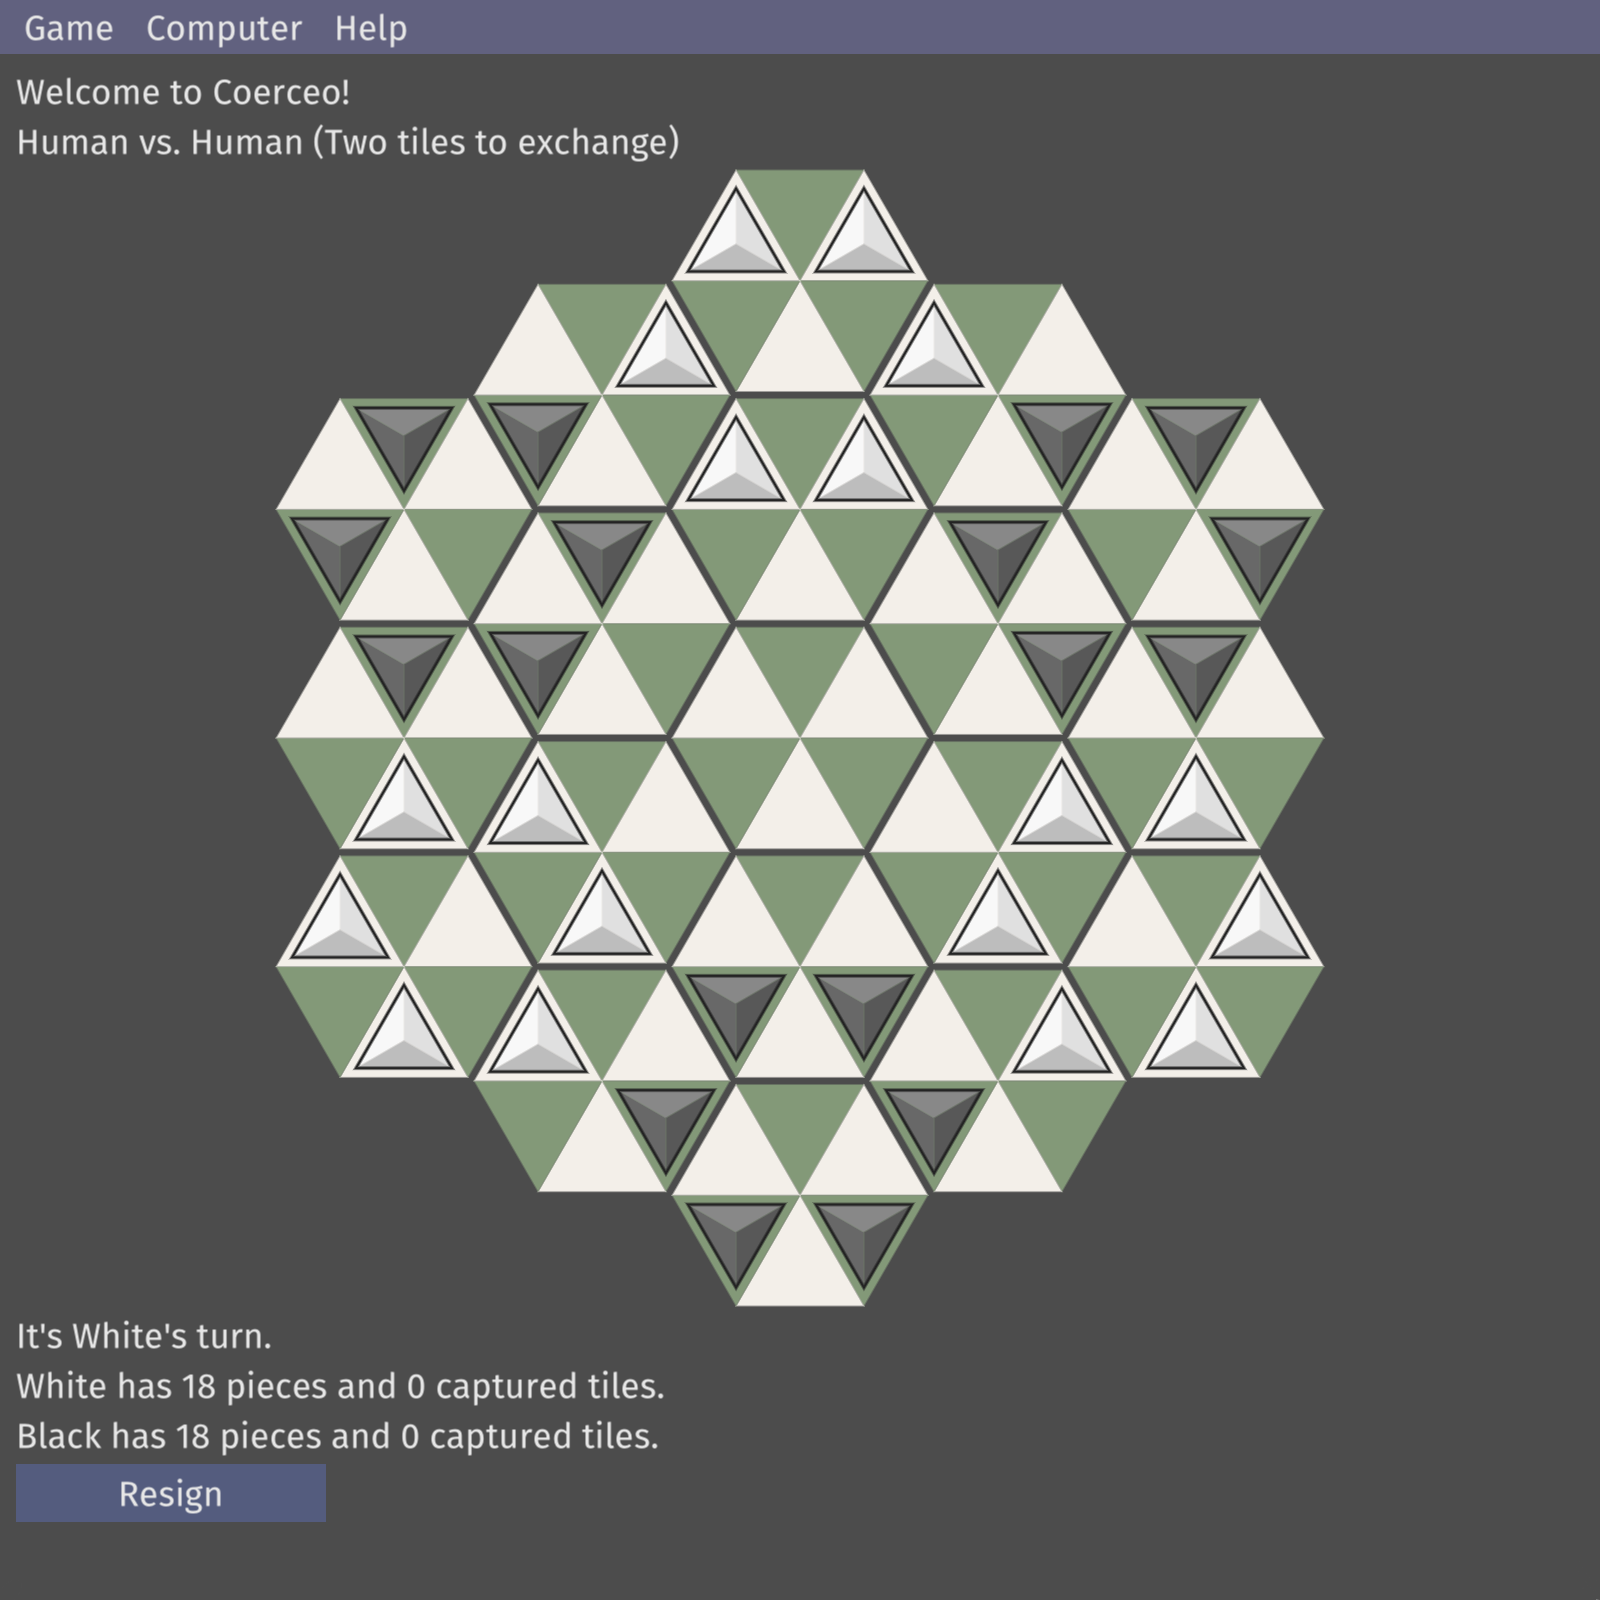 Game Computer Help
Welcome to Coerceo!
Human vs. Human (Two tiles to exchange)
It's White's turn.
White has 18 pieces and 0 captured tiles.
Black has 18 pieces and 0 captured tiles.
Resign